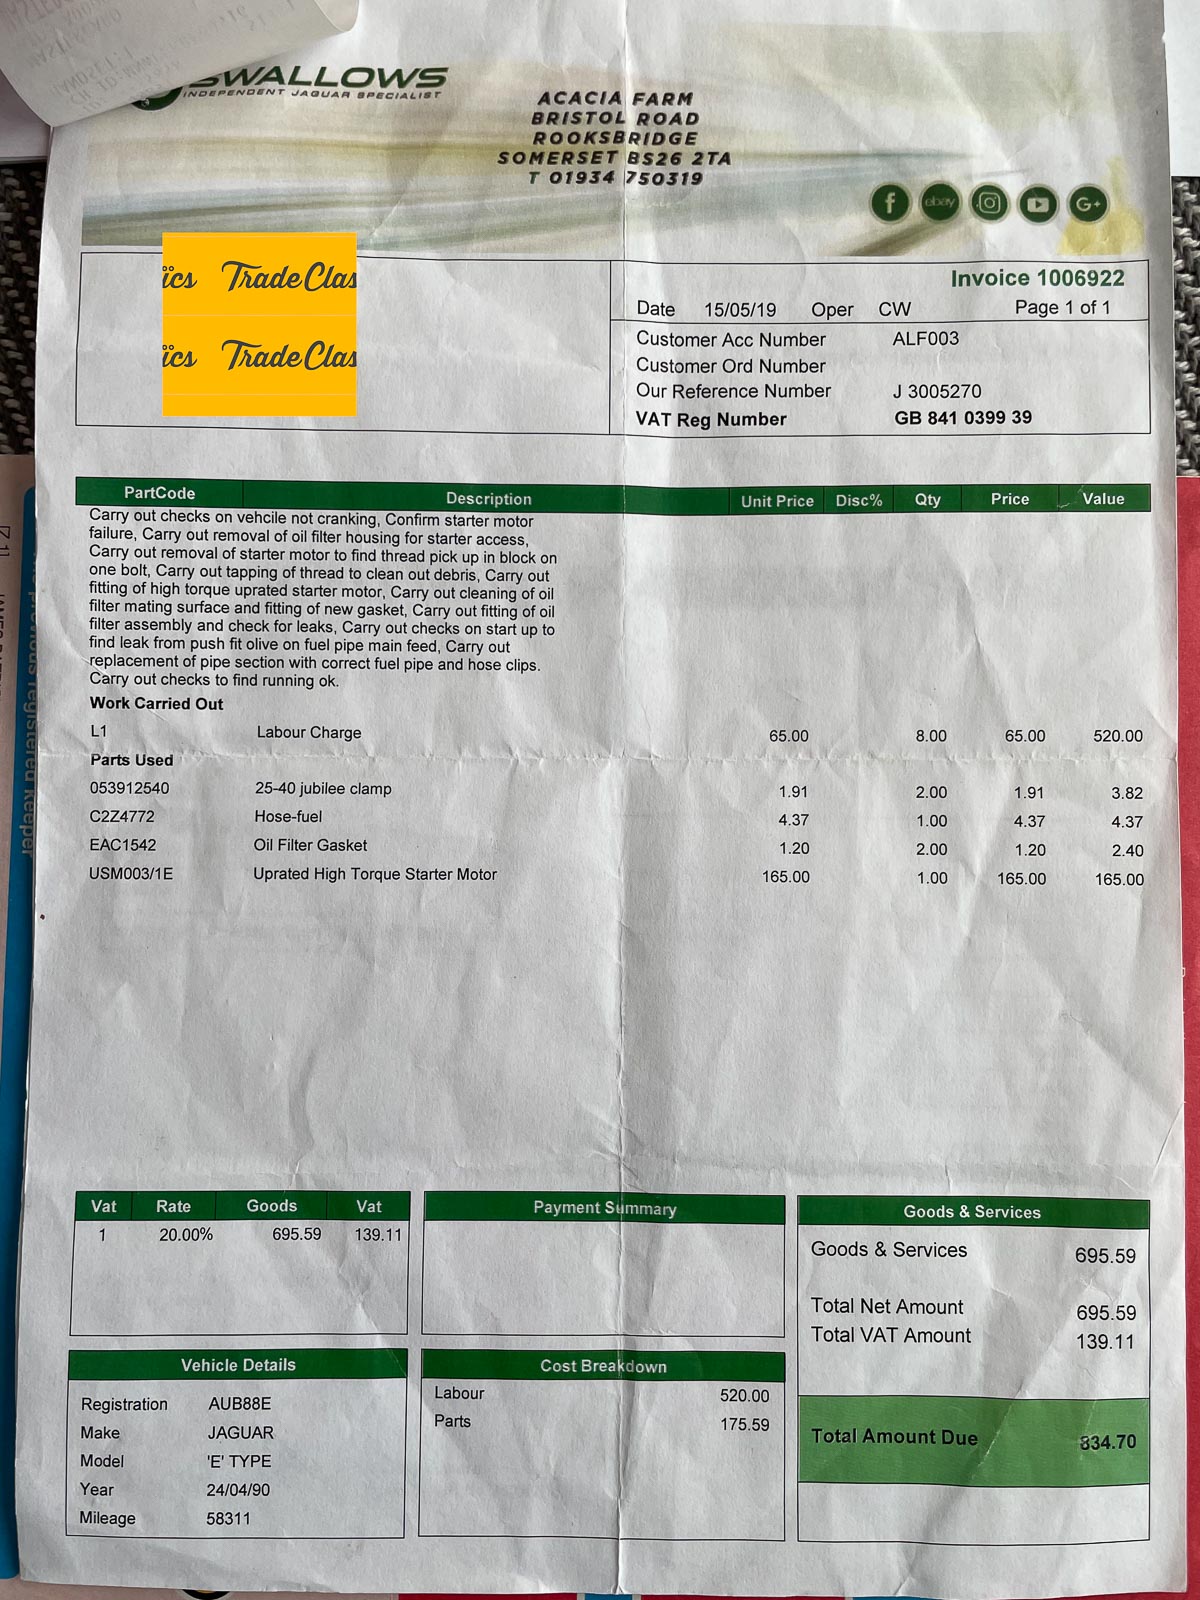 SWALLOWS
INDEPENDENT JAGUAR SPECIALIST
ACACIA FARM
BRISTOL ROAD
ROOKSBRIDGE
SOMERSET BS26 2TA
T 01934 750319
f ebay G+
ics TradeClas
ics TradeClas
Invoice 1006922
Date 15/05/19 Oper CW Page 1 of 1
Customer Acc Number ALF003
Customer Ord Number
Our Reference Number J 3005270
VAT Reg Number GB 841 0399 39
PartCode Description Unit Price Disc% Qty Price Value
Carry out checks on vehcile not cranking, Confirm starter motor
failure, Carry out removal of oil filter housing for starter access,
Carry out removal of starter motor to find thread pick up in block on
one bolt, Carry out tapping of thread to clean out debris, Carry out
fitting of high torque uprated starter motor, Carry out cleaning of oil
filter mating surface and fitting of new gasket, Carry out fitting of oil
filter assembly and check for leaks, Carry out checks on start up to
find leak from push fit olive on fuel pipe main feed, Carry out
replacement of pipe section with correct fuel pipe and hose clips.
Carry out checks to find running ok.
Work Carried Out
L1 Labour Charge 65.00 8.00 65.00 520.00
Parts Used
053912540 25-40 jubilee clamp 1.91 2.00 1.91 3.82
C2Z4772 Hose-fuel 4.37 1.00 4.37 4.37
EAC1542 Oil Filter Gasket 1.20 2.00 1.20 2.40
USM003/1E Uprated High Torque Starter Motor 165.00 1.00 165.00 165.00
Vat Rate Goods Vat
1 20.00% 695.59 139.11
Payment Summary
Goods & Services
Goods & Services 695.59
Total Net Amount 695.59
Total VAT Amount 139.11
Total Amount Due 834.70
Vehicle Details
Registration AUB88E
Make JAGUAR
Model 'E' TYPE
Year 24/04/90
Mileage 58311
Cost Breakdown
Labour 520.00
Parts 175.59
previous registered keeper